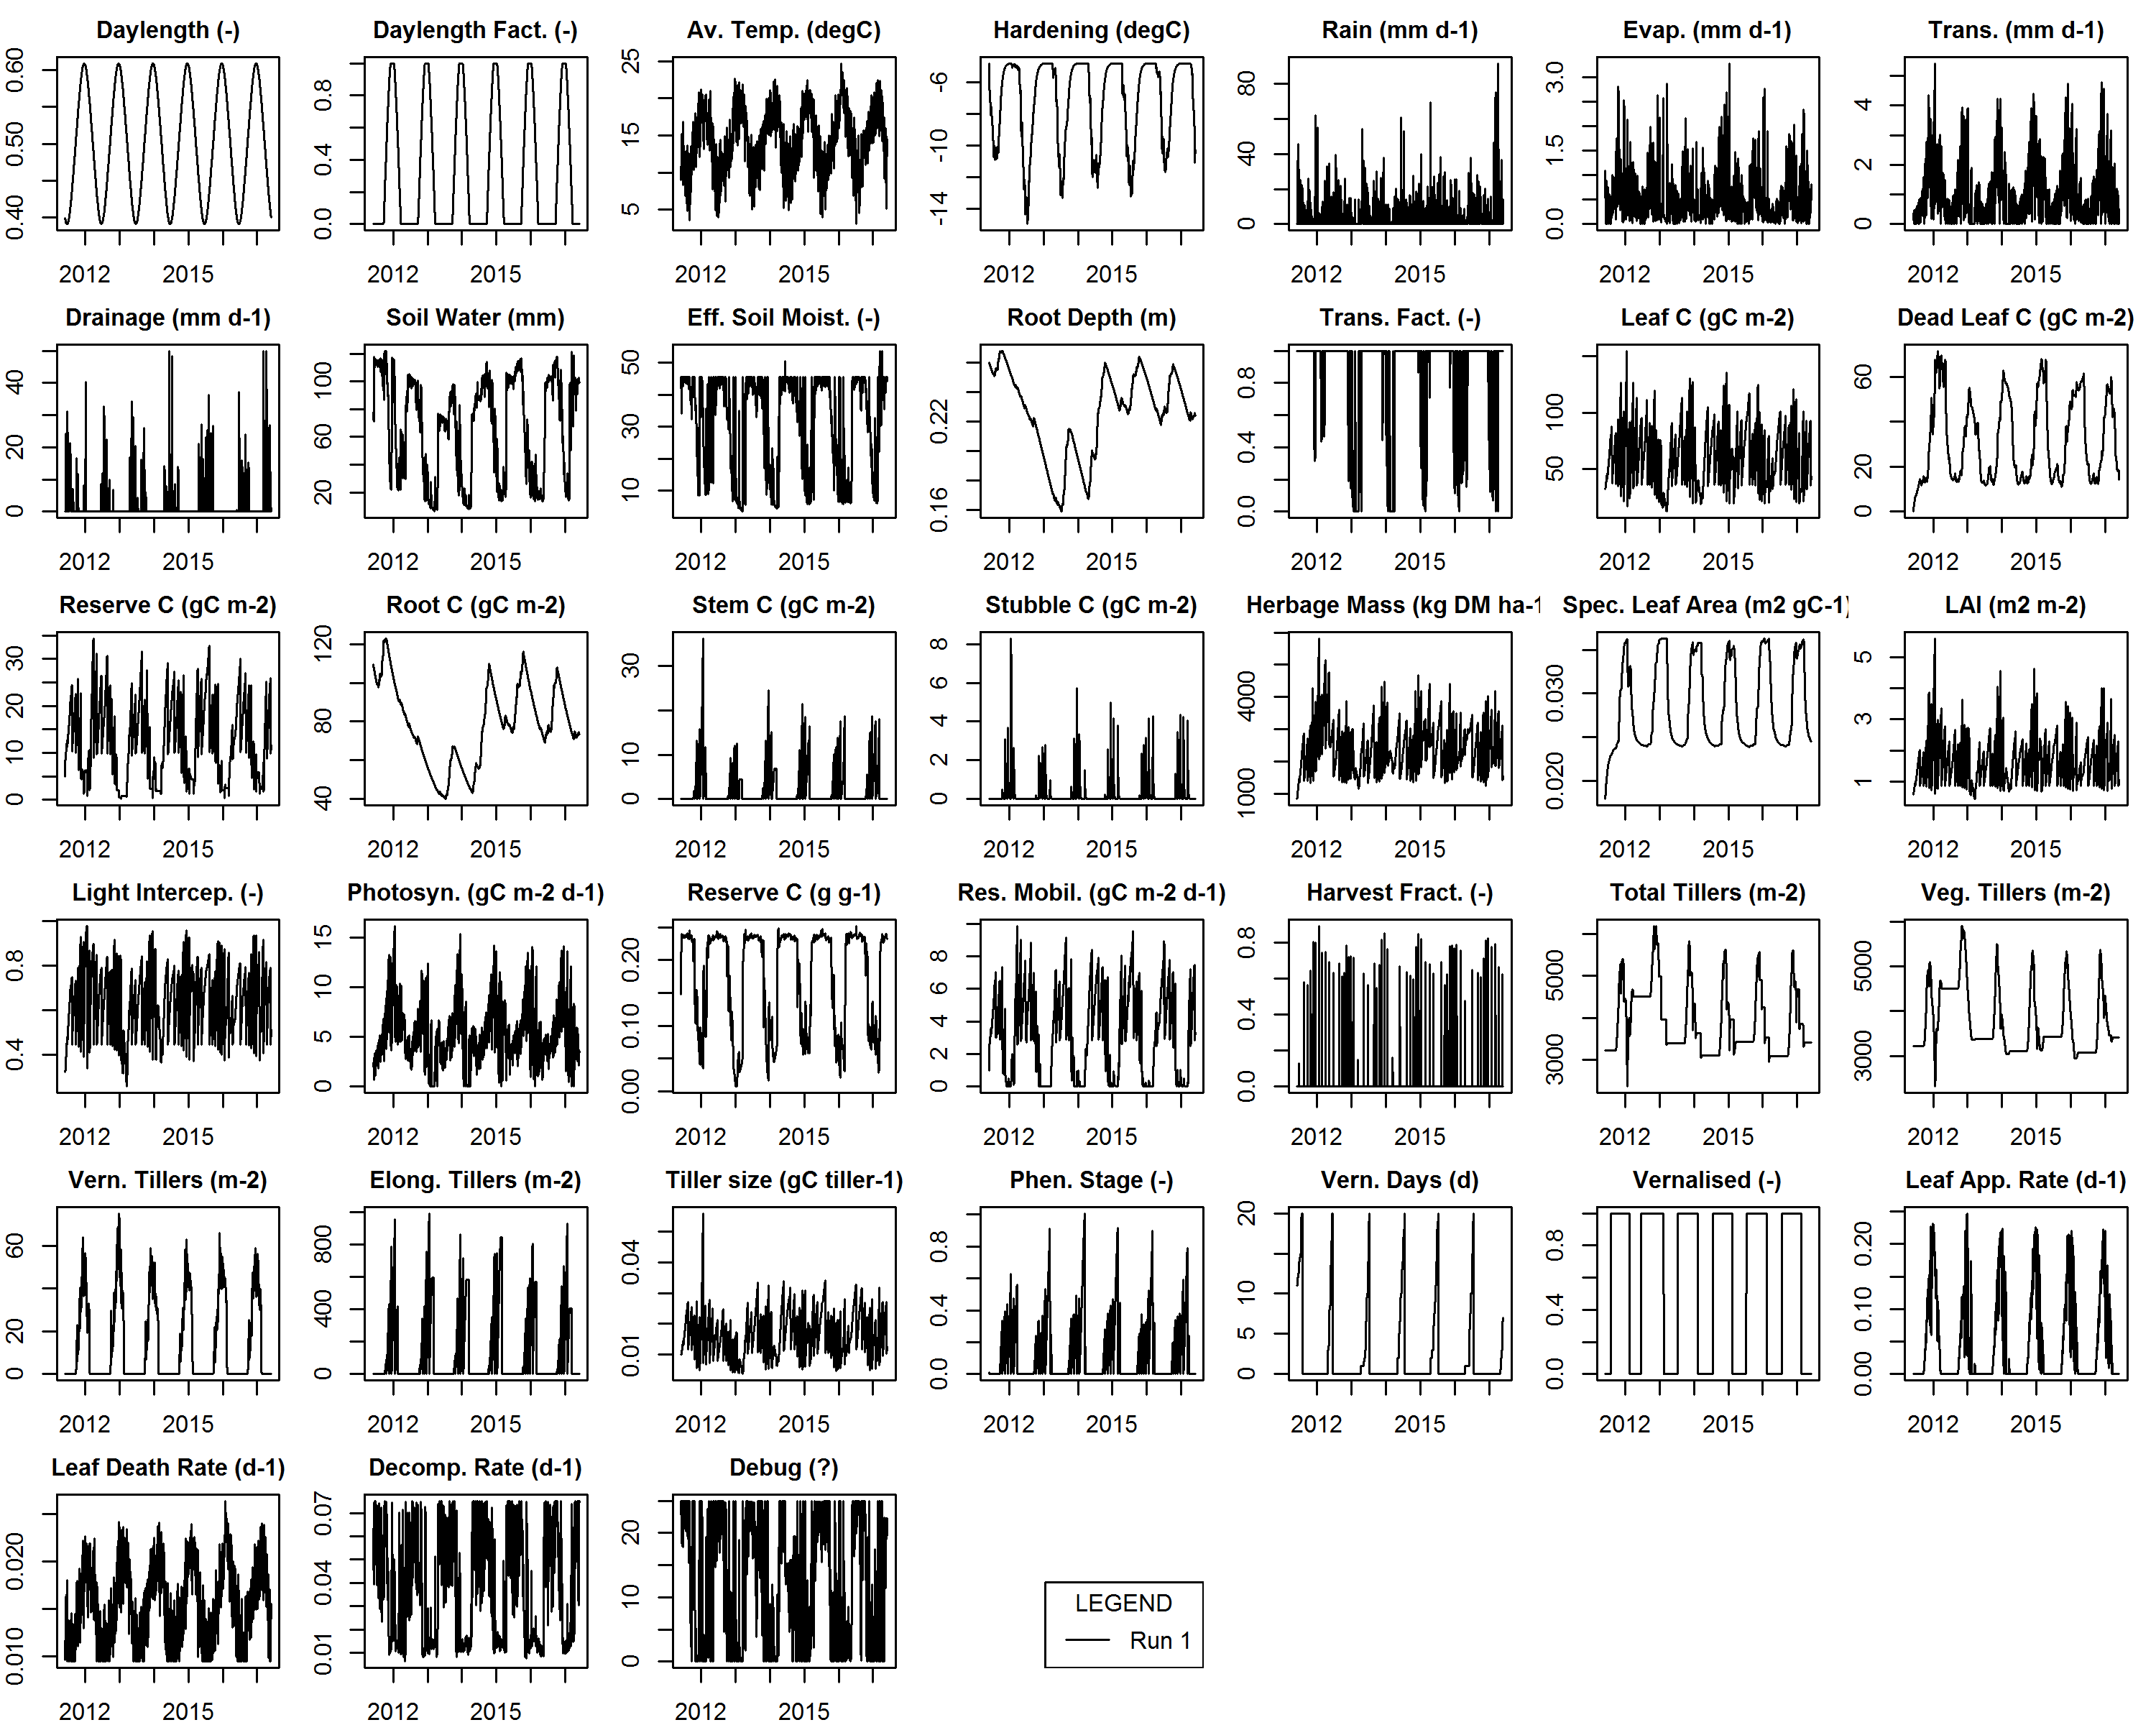 Daylength (-)
0.40 0.50 0.60
2012 2015
Daylength Fact. (-)
0.0 0.4 0.8
2012 2015
Av. Temp. (degC)
5 15 25
2012 2015
Hardening (degC)
-14 -10 -6
2012 2015
Rain (mm d-1)
0 40 80
2012 2015
Evap. (mm d-1)
0.0 1.5 3.0
2012 2015
Trans. (mm d-1)
0 2 4
2012 2015
Drainage (mm d-1)
0 20 40
2012 2015
Soil Water (mm)
20 60 100
2012 2015
Eff. Soil Moist. (-)
10 30 50
2012 2015
Root Depth (m)
0.16 0.22
2012 2015
Trans. Fact. (-)
0.0 0.4 0.8
2012 2015
Leaf C (gC m-2)
50 100
2012 2015
Dead Leaf C (gC m-2)
0 20 60
2012 2015
Reserve C (gC m-2)
0 10 20 30
2012 2015
Root C (gC m-2)
40 80 120
2012 2015
Stem C (gC m-2)
0 10 30
2012 2015
Stubble C (gC m-2)
0 2 4 6 8
2012 2015
Herbage Mass (kg DM ha-1
1000 4000
2012 2015
Spec. Leaf Area (m2 gC-1)
0.020 0.030
2012 2015
LAI (m2 m-2)
1 3 5
2012 2015
Light Intercep. (-)
0.4 0.8
2012 2015
Photosyn. (gC m-2 d-1)
0 5 10 15
2012 2015
Reserve C (g g-1)
0.00 0.10 0.20
2012 2015
Res. Mobil. (gC m-2 d-1)
0 2 4 6 8
2012 2015
Harvest Fract. (-)
0.0 0.4 0.8
2012 2015
Total Tillers (m-2)
3000 5000
2012 2015
Veg. Tillers (m-2)
3000 5000
2012 2015
Vern. Tillers (m-2)
0 20 60
2012 2015
Elong. Tillers (m-2)
0 400 800
2012 2015
Tiller size (gC tiller-1)
0.01 0.04
2012 2015
Phen. Stage (-)
0.0 0.4 0.8
2012 2015
Vern. Days (d)
0 5 10 20
2012 2015
Vernalised (-)
0.0 0.4 0.8
2012 2015
Leaf App. Rate (d-1)
0.00 0.10 0.20
2012 2015
Leaf Death Rate (d-1)
0.010 0.020
2012 2015
Decomp. Rate (d-1)
0.01 0.04 0.07
2012 2015
Debug (?)
0 10 20
2012 2015
LEGEND
Run 1